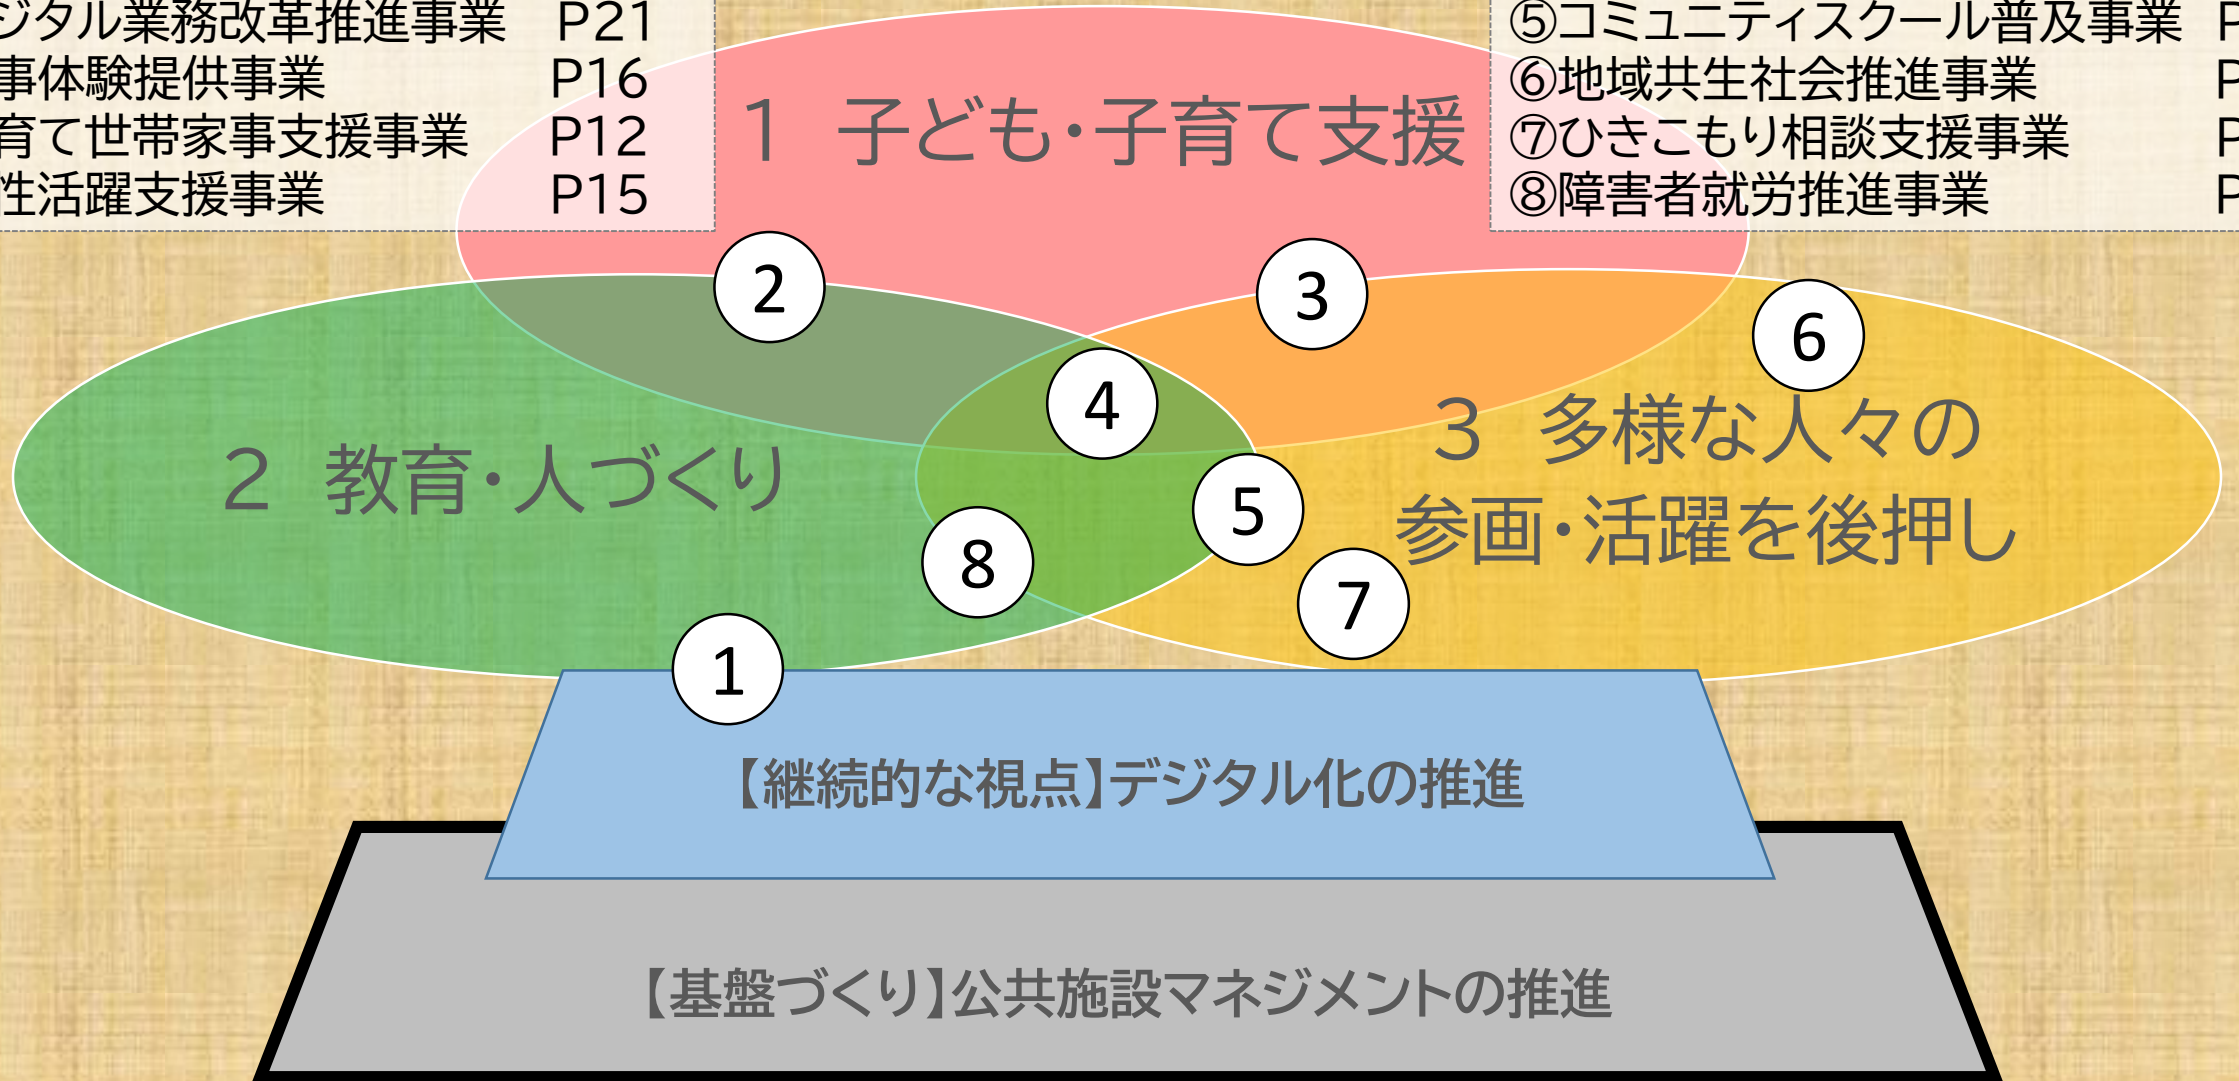 ジタル業務改革推進事業 P21
事体験提供事業 P16
育て世帯家事支援事業 P12
性活躍支援事業 P15
⑤コミュニティスクール普及事業 P
⑥地域共生社会推進事業 P
⑦ひきこもり相談支援事業 P
⑧障害者就労推進事業 P
1 子ども・子育て支援
2
3
6
4
3 多様な人々の
参画・活躍を後押し
2 教育・人づくり
5
8
7
1
【継続的な視点】デジタル化の推進
【基盤づくり】公共施設マネジメントの推進